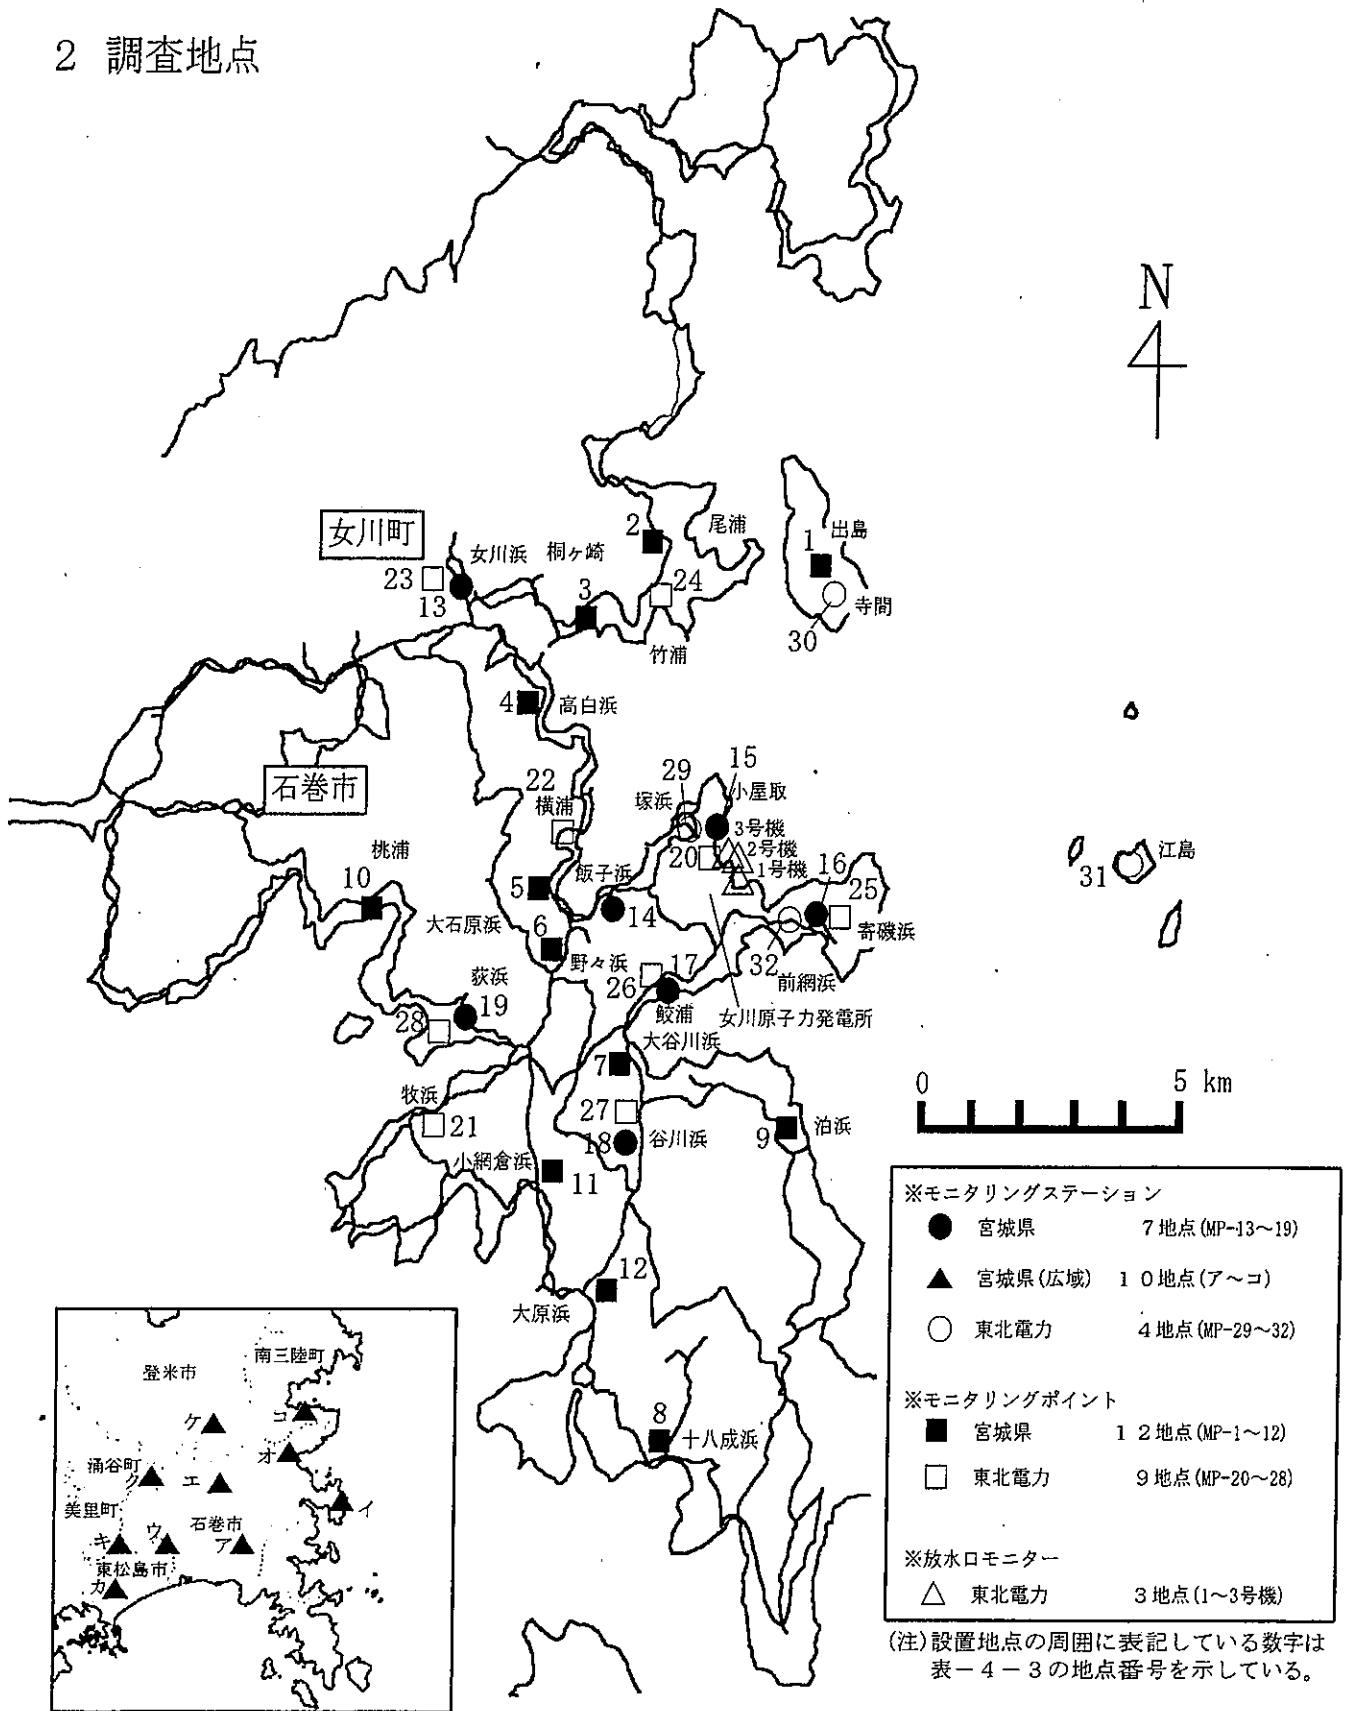 2 調査地点
N
女川町
23
13
女川浜
桐ヶ崎
3
2
尾浦
24
竹浦
1
出島
寺間
30
4
高白浜
石巻市
22
横浦
29
塚浜
15
小屋取
3号機
2号機
1号機
20
16
25
寄磯浜
江島
31
桃浦
10
5
飯子浜
14
大石原浜
6
野々浜
17
26
鮫浦
32
前網浜
女川原子力発電所
荻浜
19
28
大谷川浜
7
牧浜
21
27
18
谷川浜
9
泊浜
小網倉浜
11
12
大原浜
8
十八成浜
0 5 km
※モニタリングステーション
● 宮城県 7地点(MP-13～19)
▲ 宮城県(広域) 10地点(ア～コ)
○ 東北電力 4地点(MP-29～32)
※モニタリングポイント
■ 宮城県 12地点(MP-1～12)
□ 東北電力 9地点(MP-20～28)
※放水口モニター
△ 東北電力 3地点(1～3号機)
(注)設置地点の周囲に表記している数字は
表－4－3の地点番号を示している。
南三陸町
登米市
ケ
コ
オ
涌谷町
ク
エ
イ
美里町
石巻市
キ
ウ
ア
東松島市
カ